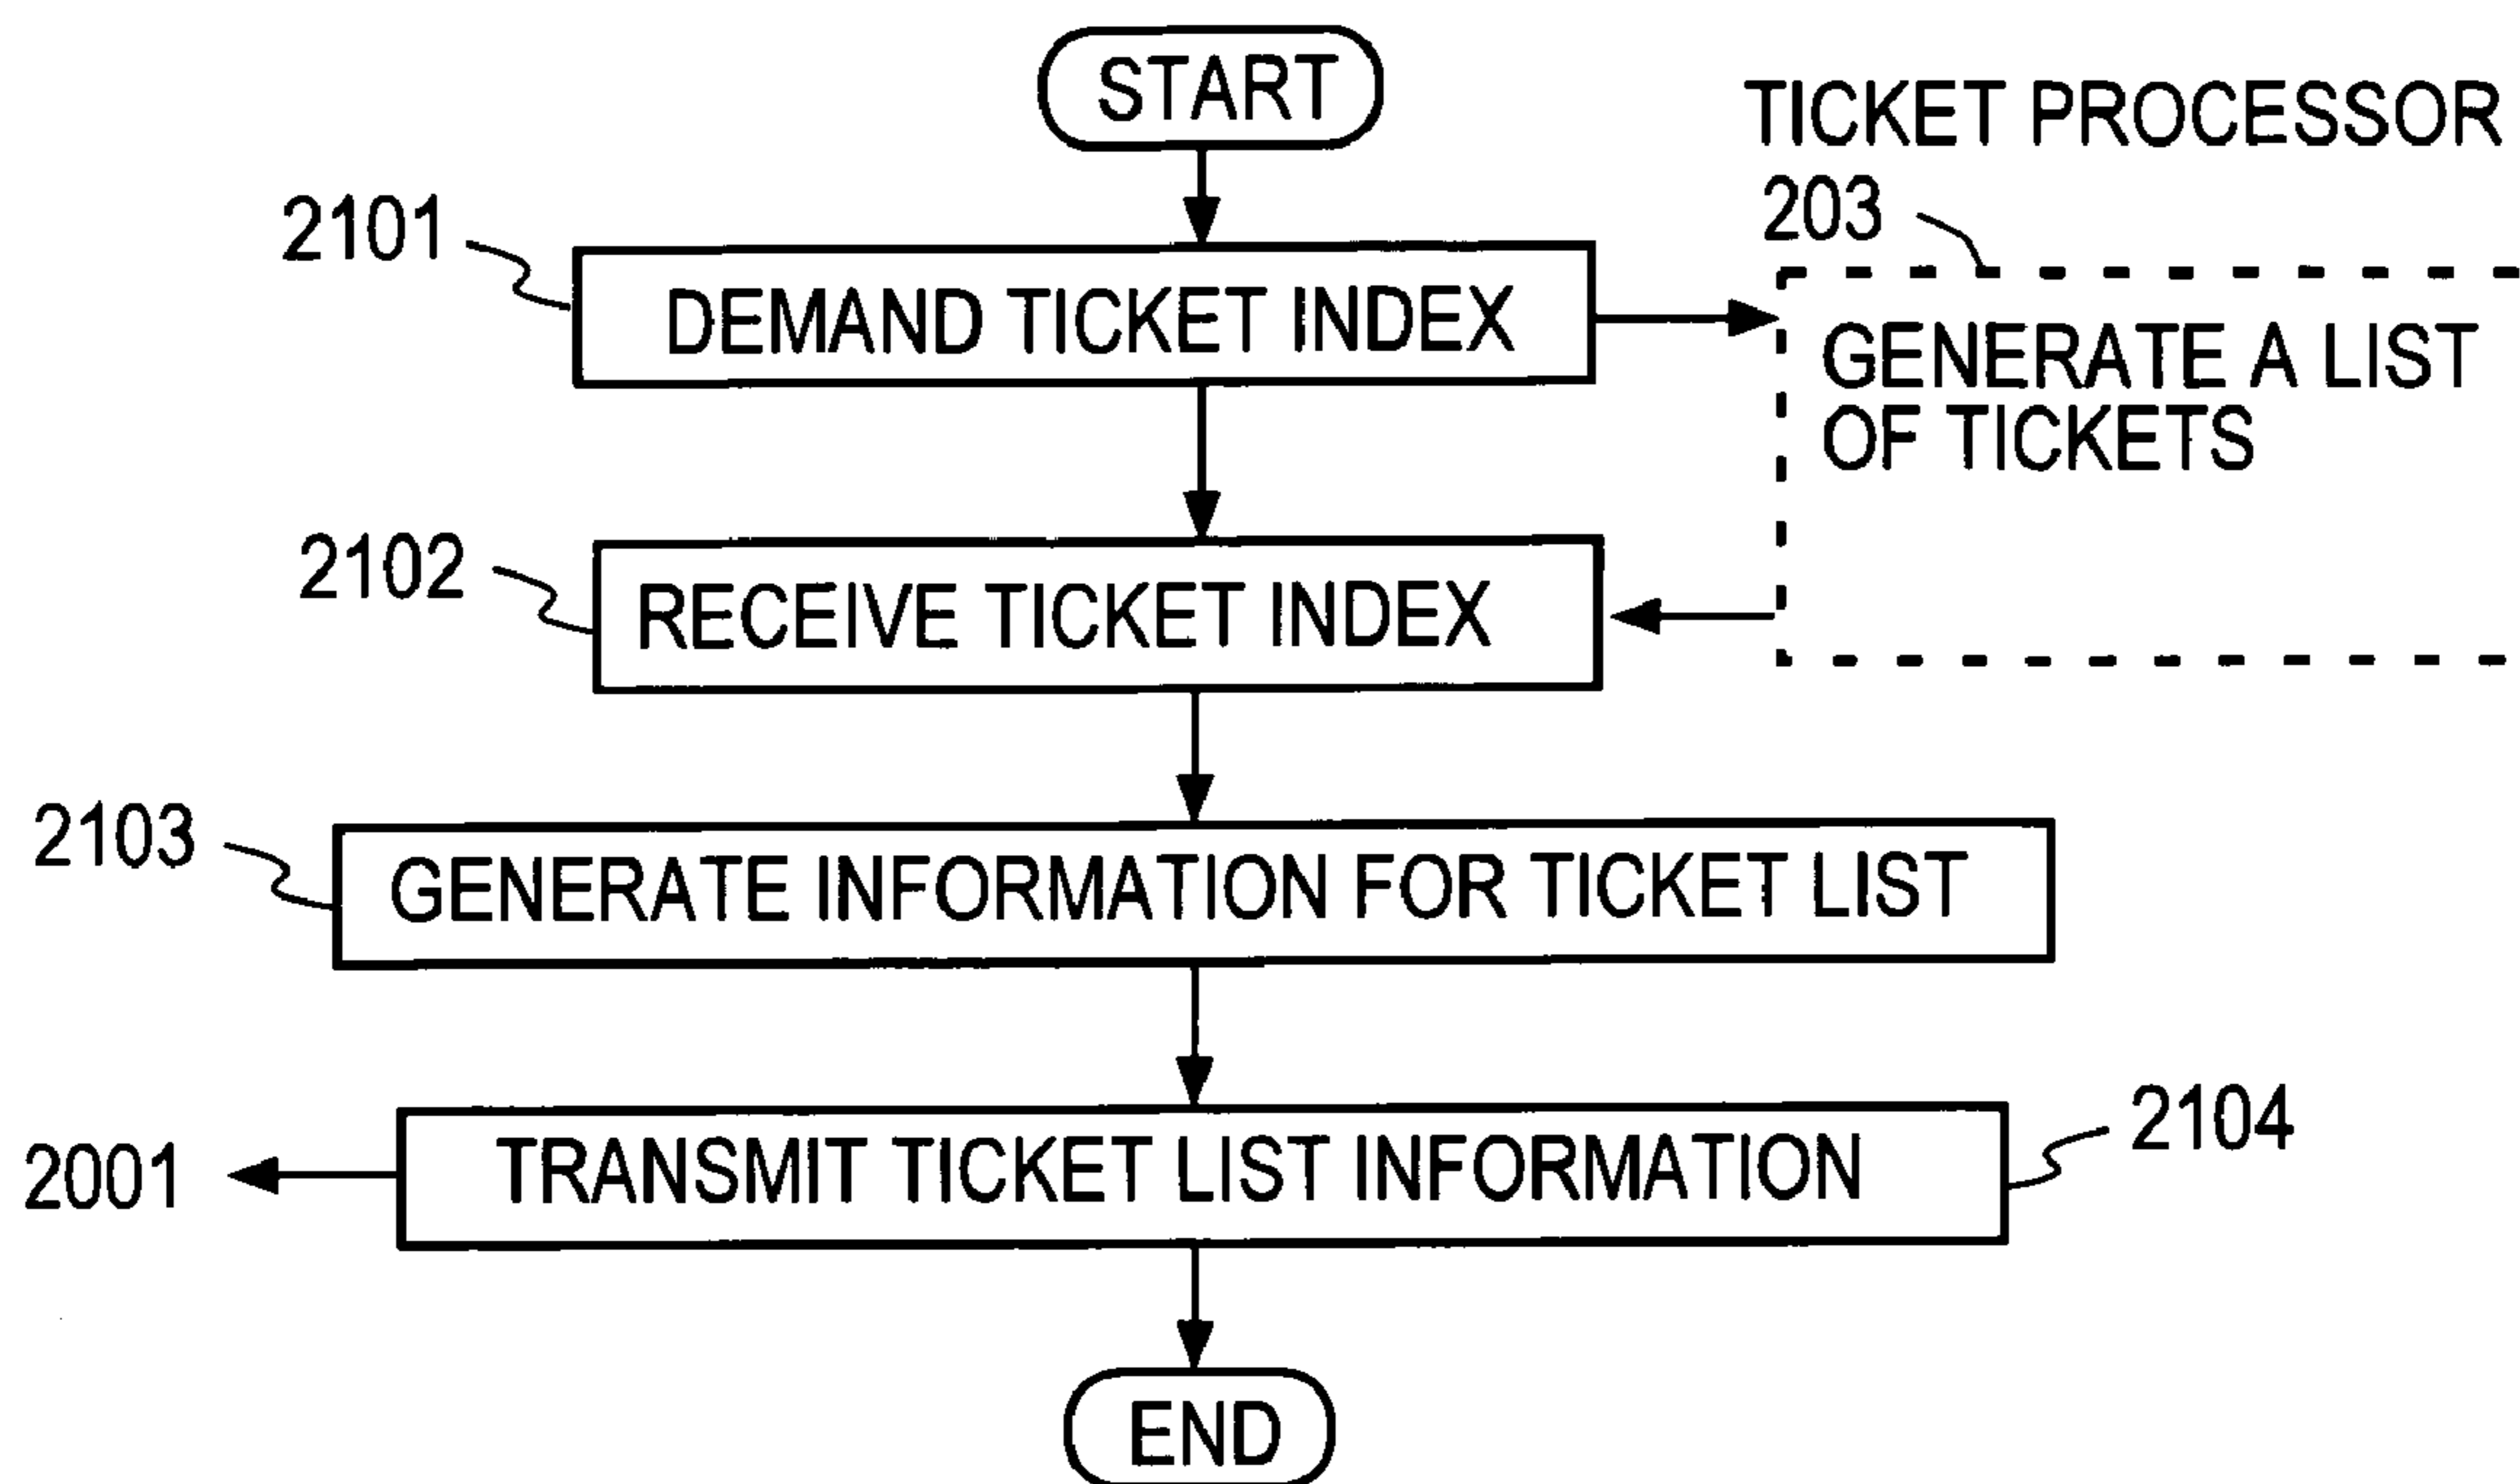 START
TICKET PROCESSOR
203
2101
DEMAND TICKET INDEX
GENERATE A LIST
OF TICKETS
2102
RECEIVE TICKET INDEX
2103
GENERATE INFORMATION FOR TICKET LIST
2104
TRANSMIT TICKET LIST INFORMATION
2001
END